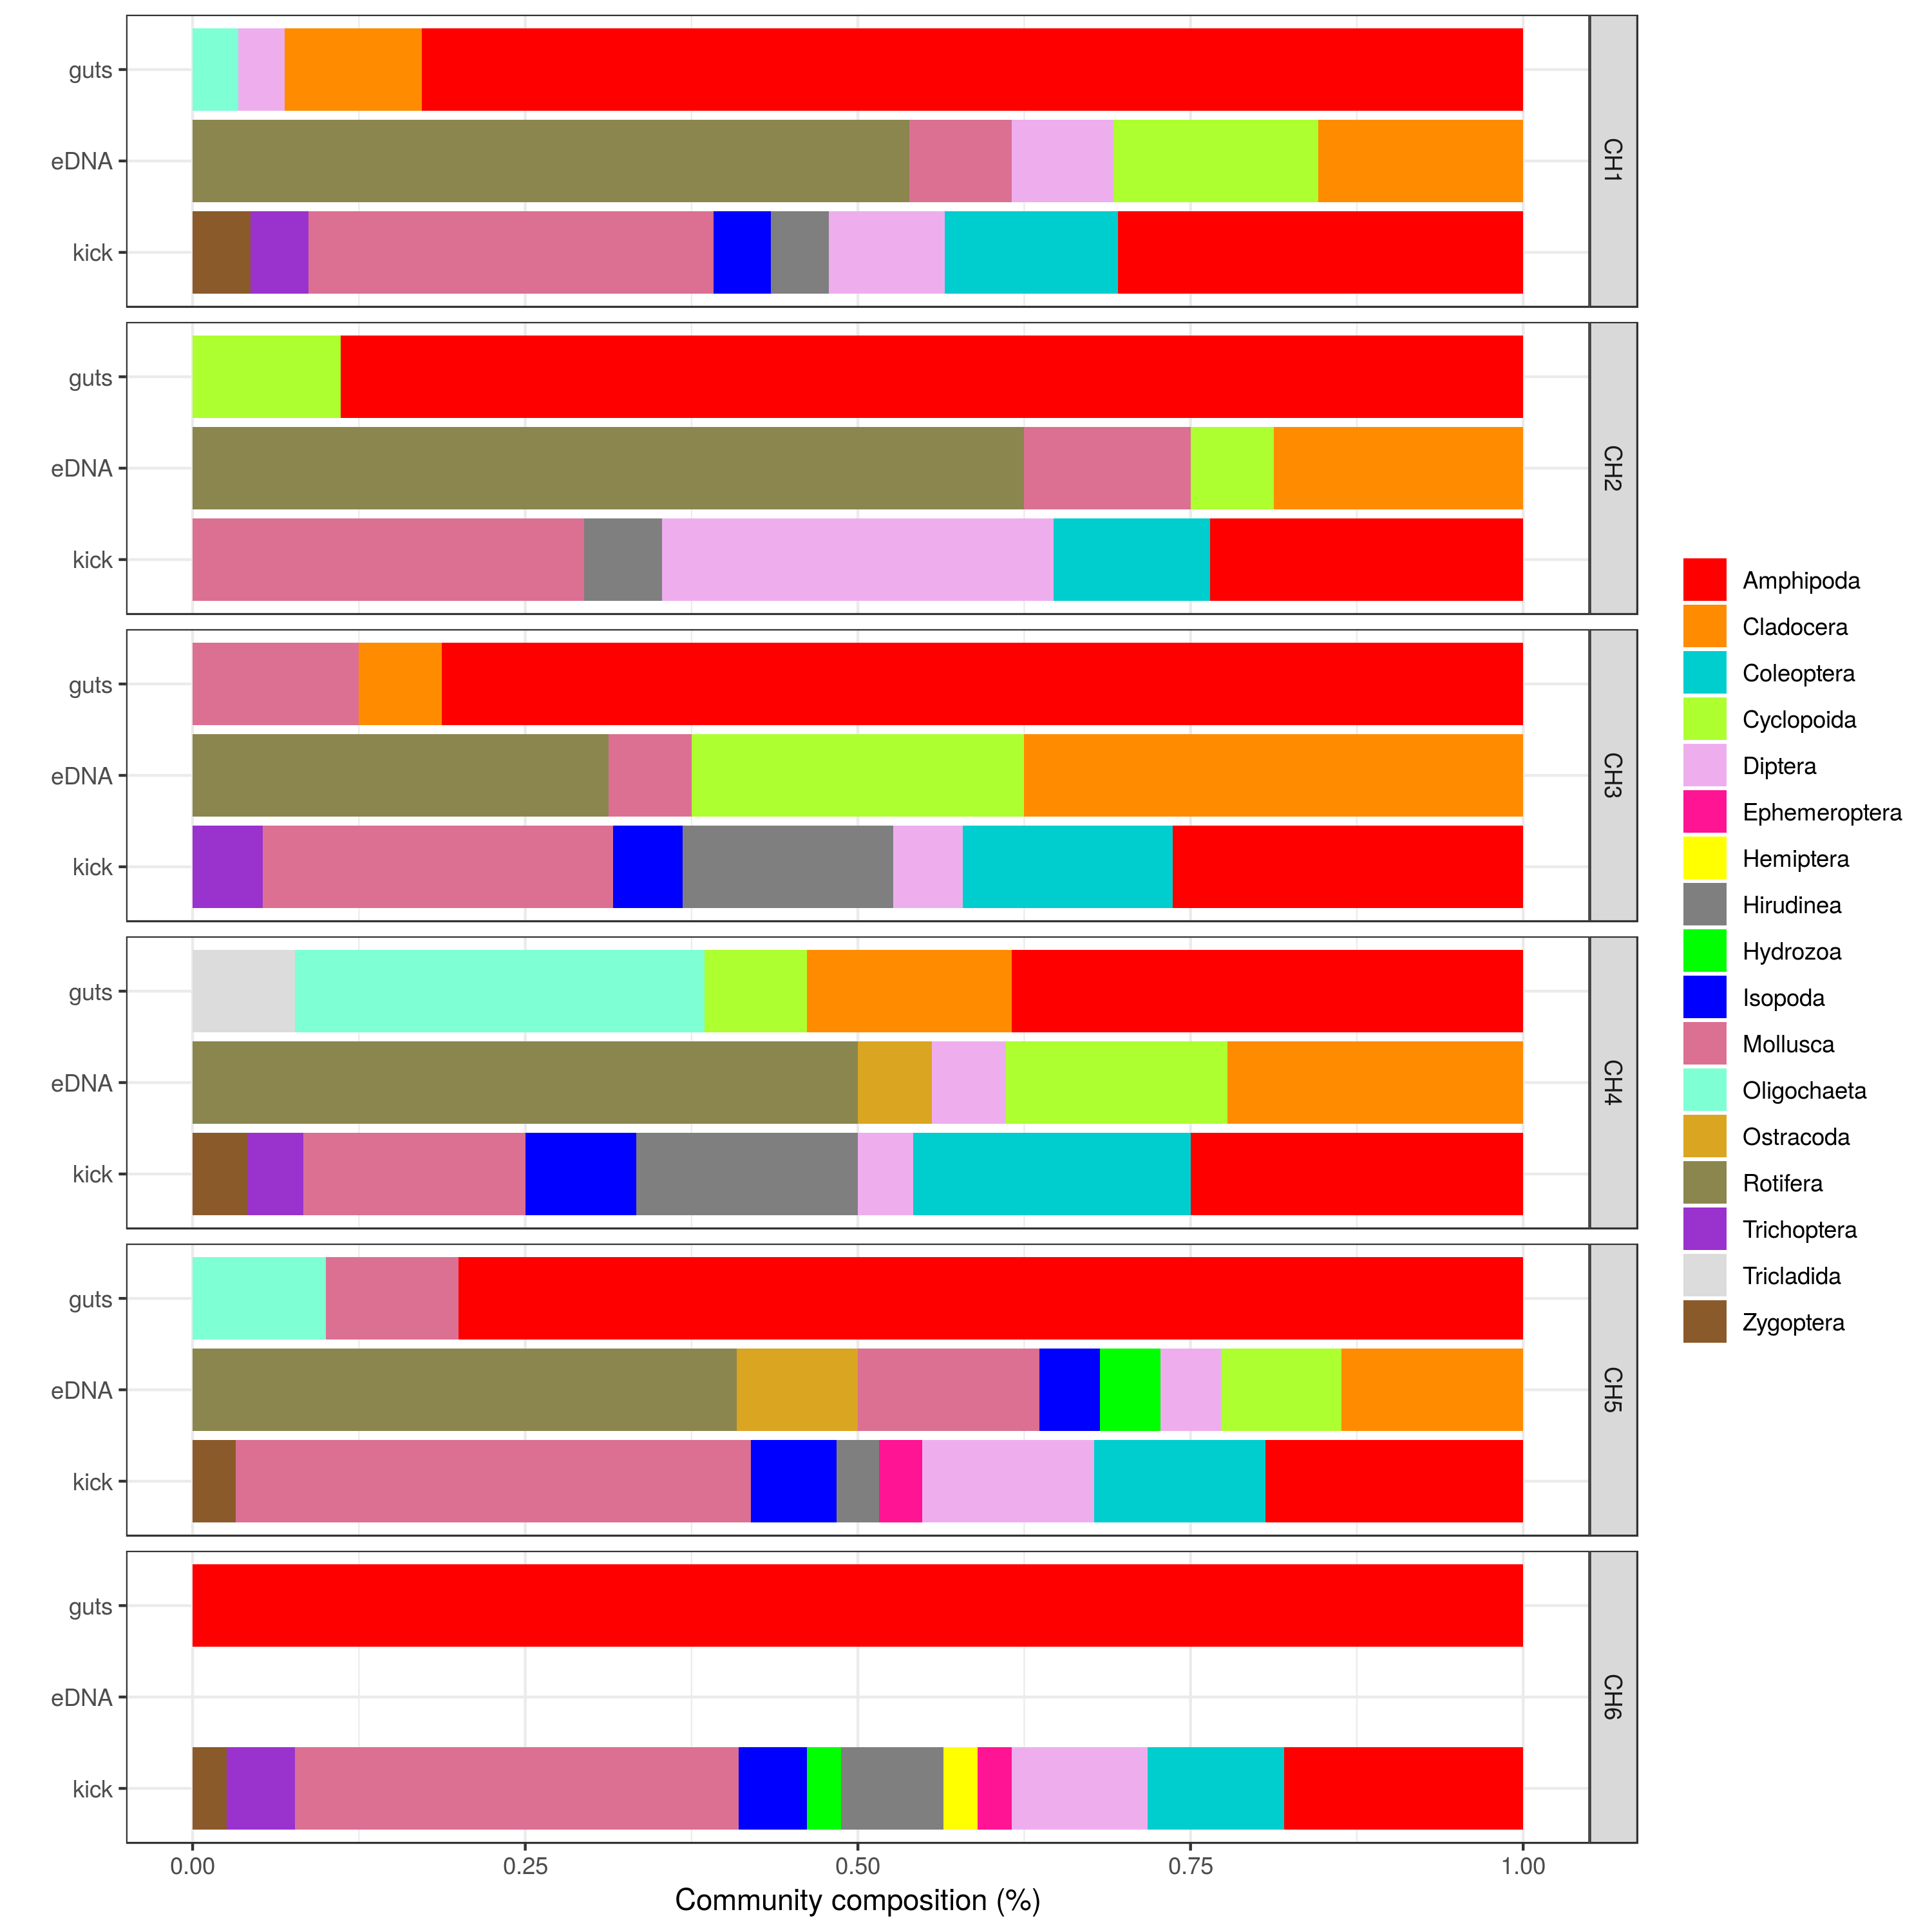 guts
eDNA
kick
CH1
guts
eDNA
kick
CH2
guts
eDNA
kick
CH3
guts
eDNA
kick
CH4
guts
eDNA
kick
CH5
guts
eDNA
kick
CH6
0.00 0.25 0.50 0.75 1.00
Community composition (%)
Amphipoda
Cladocera
Coleoptera
Cyclopoida
Diptera
Ephemeroptera
Hemiptera
Hirudinea
Hydrozoa
Isopoda
Mollusca
Oligochaeta
Ostracoda
Rotifera
Trichoptera
Tricladida
Zygoptera